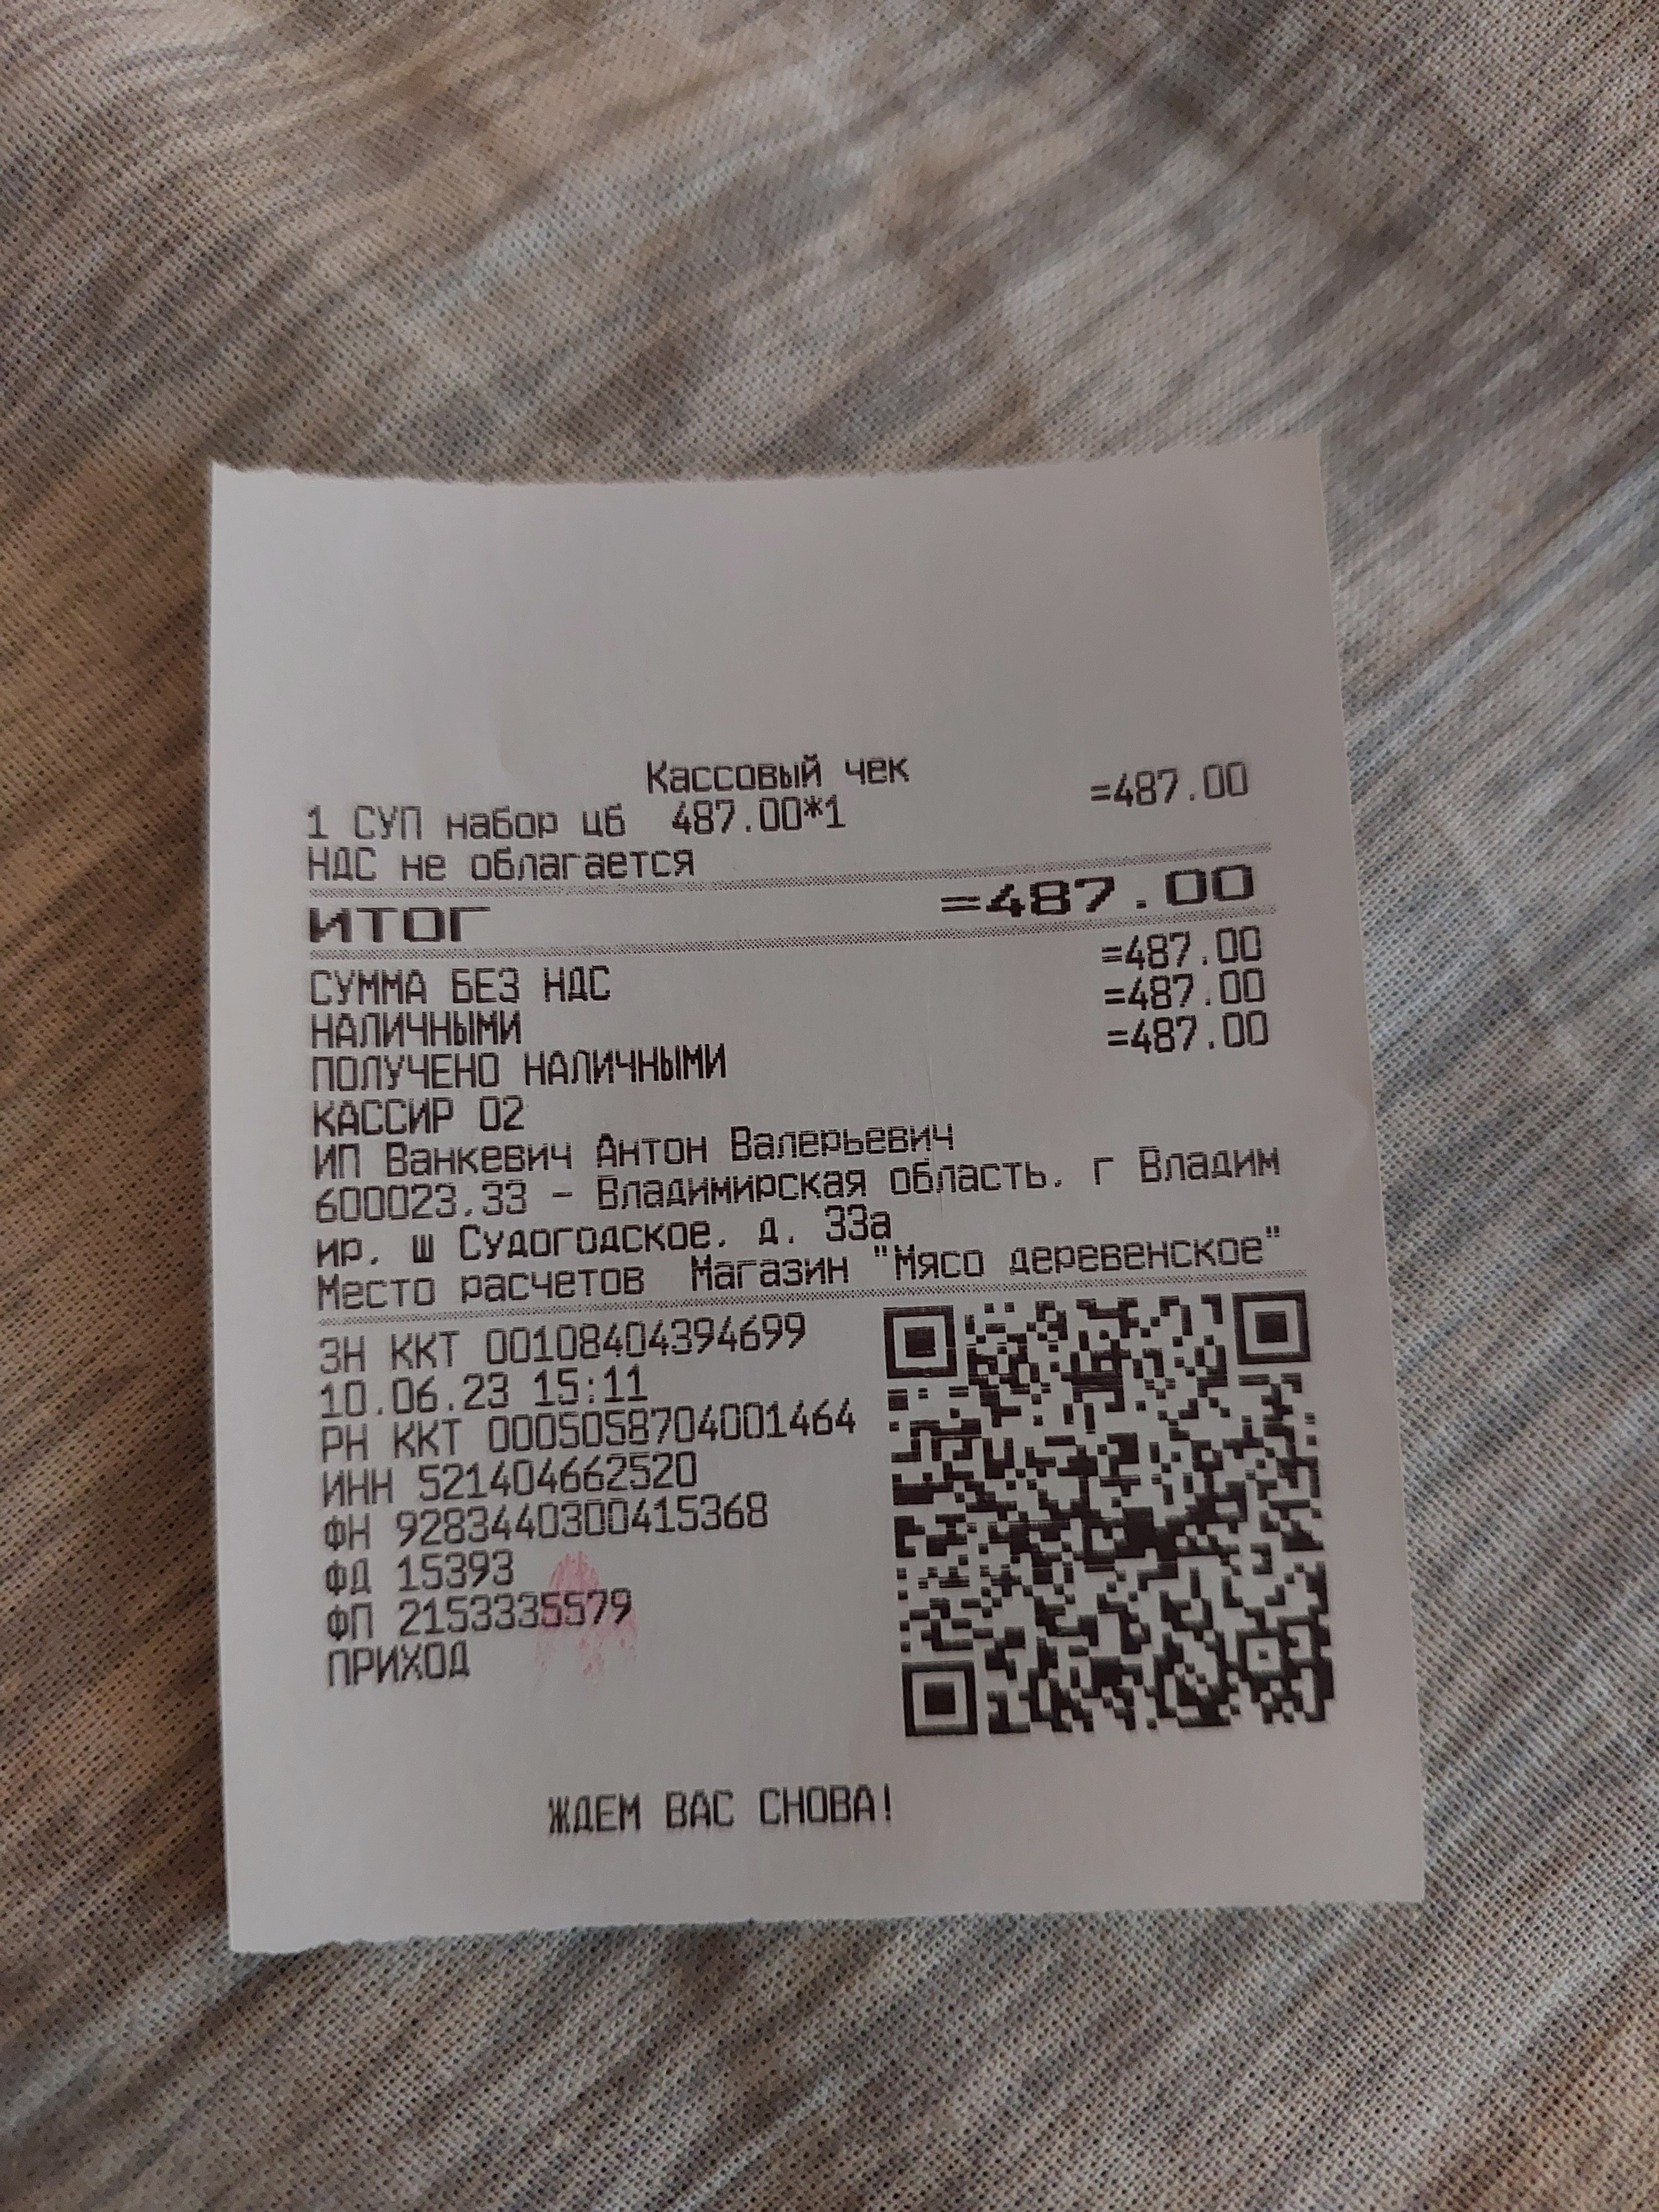 Кассовый чек
1 СУП набор цб 487.00*1 =487.00
НДС не облагается
ИТОГ =487.00
СУММА БЕЗ НДС =487.00
НАЛИЧНЫМИ =487.00
ПОЛУЧЕНО НАЛИЧНЫМИ =487.00
КАССИР 02
ИП Ванкевич Антон Валерьевич
600023,33 - Владимирская область, г Владим
ир, ш Судогодское, д. 33а
Место расчетов Магазин "Мясо деревенское"
ЗН ККТ 00108404394699
10.06.23 15:11
РН ККТ 0005058704001464
ИНН 521404662520
ФН 9283440300415368
ФД 15393
ФП 2153335579
ПРИХОД
ЖДЕМ ВАС СНОВА!